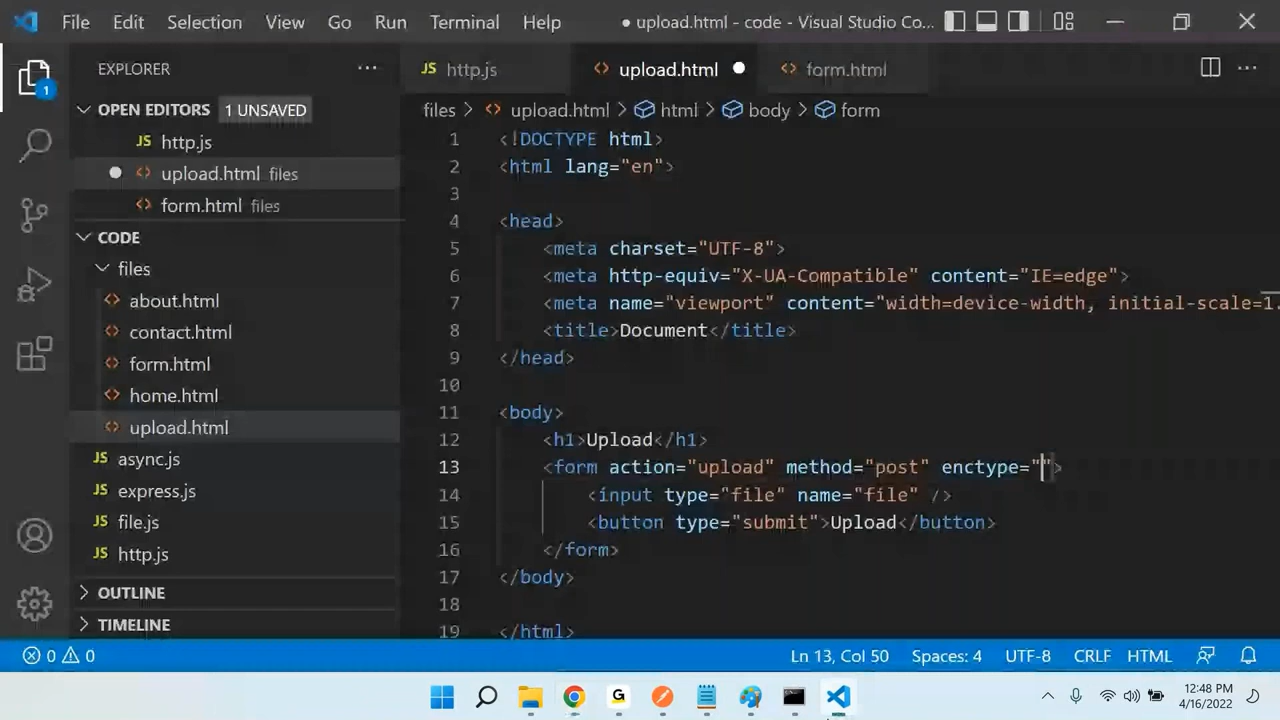 File Edit Selection View Go Run Terminal Help ● upload.html - code - Visual Studio Co...
EXPLORER ...
http.js
upload.html
form.html
OPEN EDITORS 1 UNSAVED
JS http.js
upload.html files
form.html files
CODE
files
about.html
contact.html
form.html
home.html
upload.html
JS async.js
JS express.js
JS file.js
JS http.js
OUTLINE
TIMELINE
1
JS
files > upload.html > html > body > form
1 <!DOCTYPE html>
2 <html lang="en">
3
4 <head>
5 <meta charset="UTF-8">
6 <meta http-equiv="X-UA-Compatible" content="IE=edge">
7 <meta name="viewport" content="width=device-width, initial-scale=1
8 <title>Document</title>
9 </head>
10
11 <body>
12 <h1>Upload</h1>
13 <form action="upload" method="post" enctype="">
14 <input type="file" name="file" />
15 <button type="submit">Upload</button>
16 </form>
17 </body>
18
19 </html>
0 0 Ln 13, Col 50 Spaces: 4 UTF-8 CRLF HTML
G
12:48 PM
4/16/2022